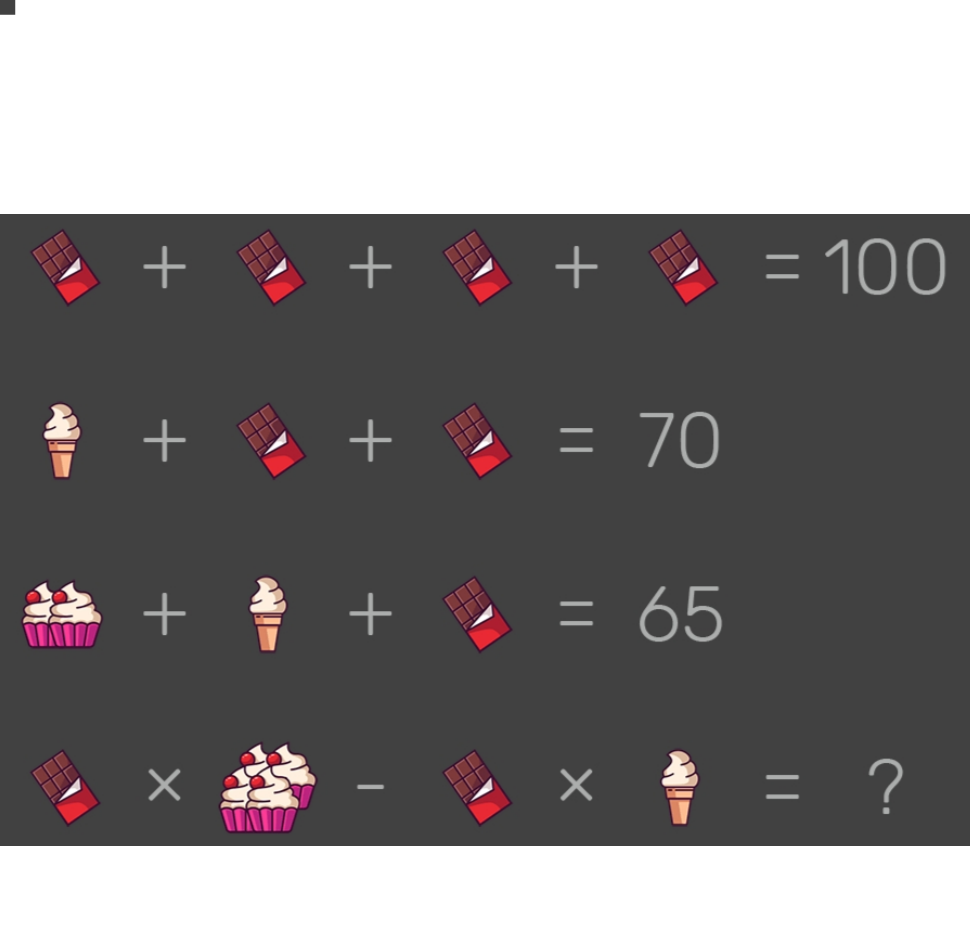 + + + = 100
+ + = 70
+ + = 65
× − × = ?